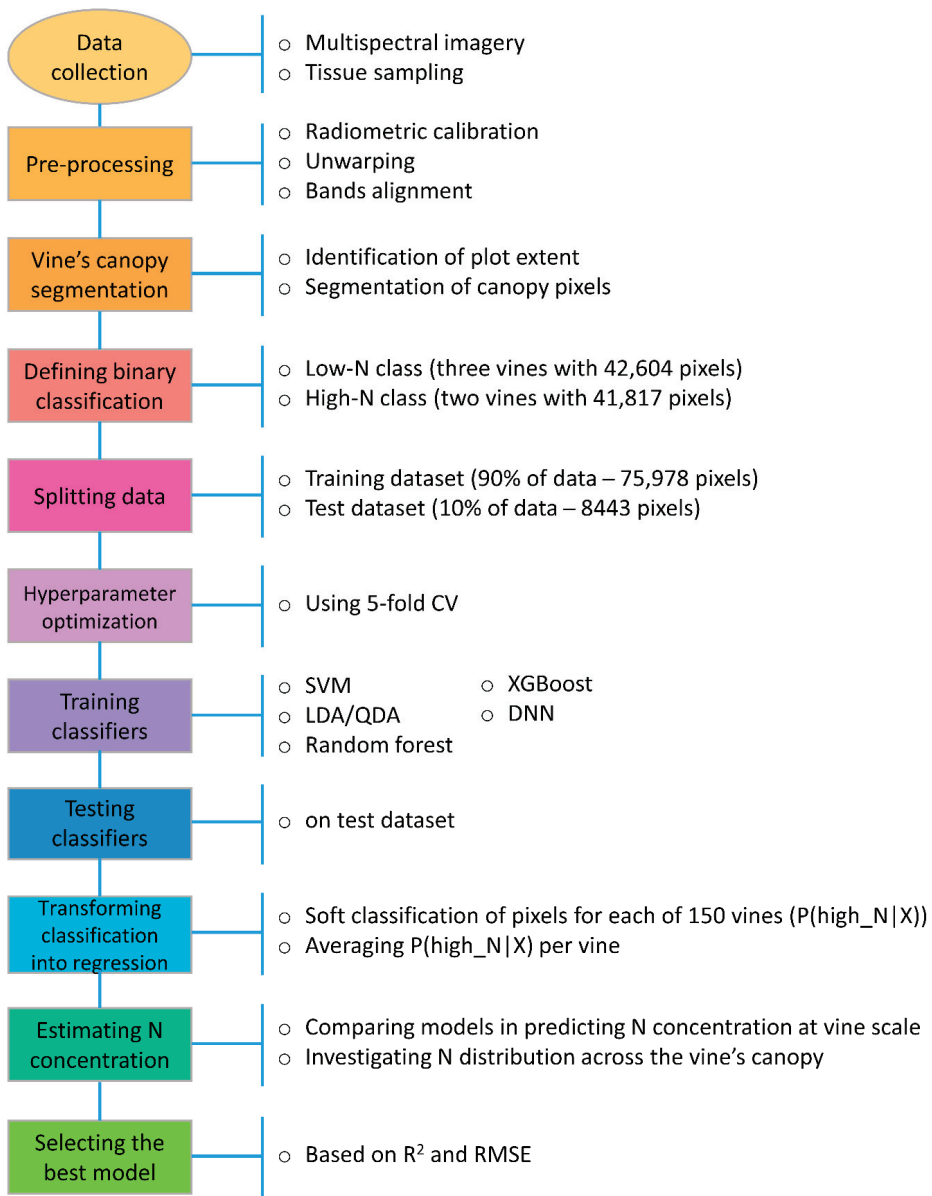 Data
collection
○ Multispectral imagery
○ Tissue sampling
Pre-processing
○ Radiometric calibration
○ Unwarping
○ Bands alignment
Vine's canopy
segmentation
○ Identification of plot extent
○ Segmentation of canopy pixels
Defining binary
classification
○ Low-N class (three vines with 42,604 pixels)
○ High-N class (two vines with 41,817 pixels)
Splitting data
○ Training dataset (90% of data – 75,978 pixels)
○ Test dataset (10% of data – 8443 pixels)
Hyperparameter
optimization
○ Using 5-fold CV
Training
classifiers
○ SVM
○ LDA/QDA
○ Random forest
○ XGBoost
○ DNN
Testing
classifiers
○ on test dataset
Transforming
classification
into regression
○ Soft classification of pixels for each of 150 vines (P(high_N|X))
○ Averaging P(high_N|X) per vine
Estimating N
concentration
○ Comparing models in predicting N concentration at vine scale
○ Investigating N distribution across the vine's canopy
Selecting the
best model
○ Based on R² and RMSE